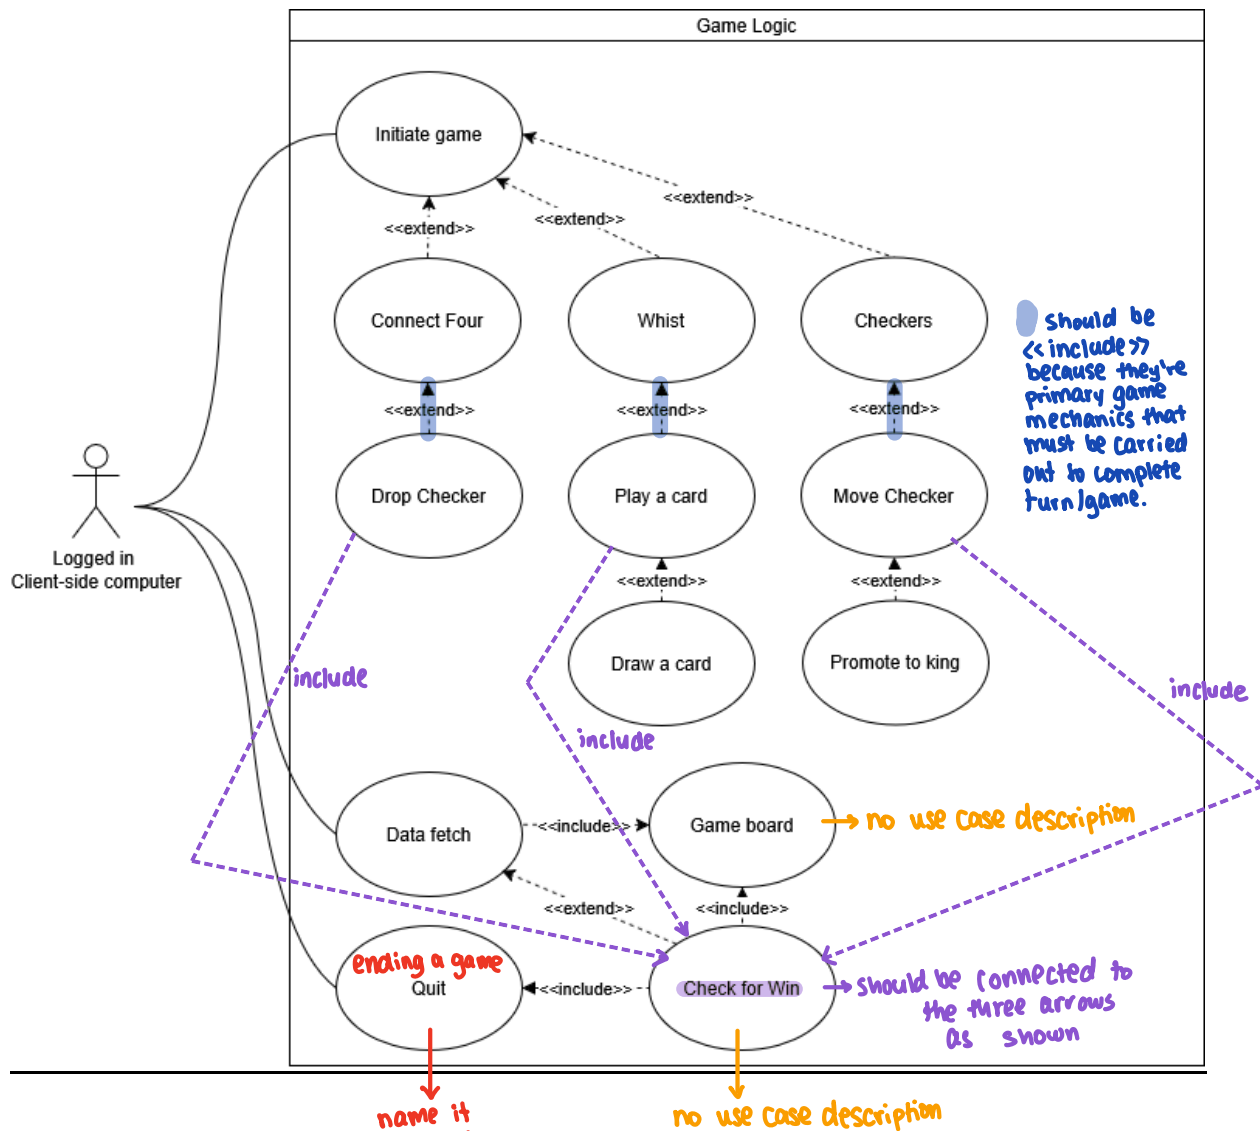 Game Logic
Initiate game
<<extend>>
<<extend>>
<<extend>>
Connect Four
Whist
Checkers
should be
<<include>>
because they're
primary game
mechanics that
must be carried
out to complete
turn/game.
<<extend>>
<<extend>>
<<extend>>
Drop Checker
Play a card
Move Checker
Logged in
Client-side computer
<<extend>>
<<extend>>
Draw a card
Promote to king
include
include
include
Data fetch
<<include>>
Game board
no use case description
<<extend>>
<<include>>
ending a game
Quit
<<include>>
Check for Win
should be connected to
the three arrows
as shown
name it
no use case description